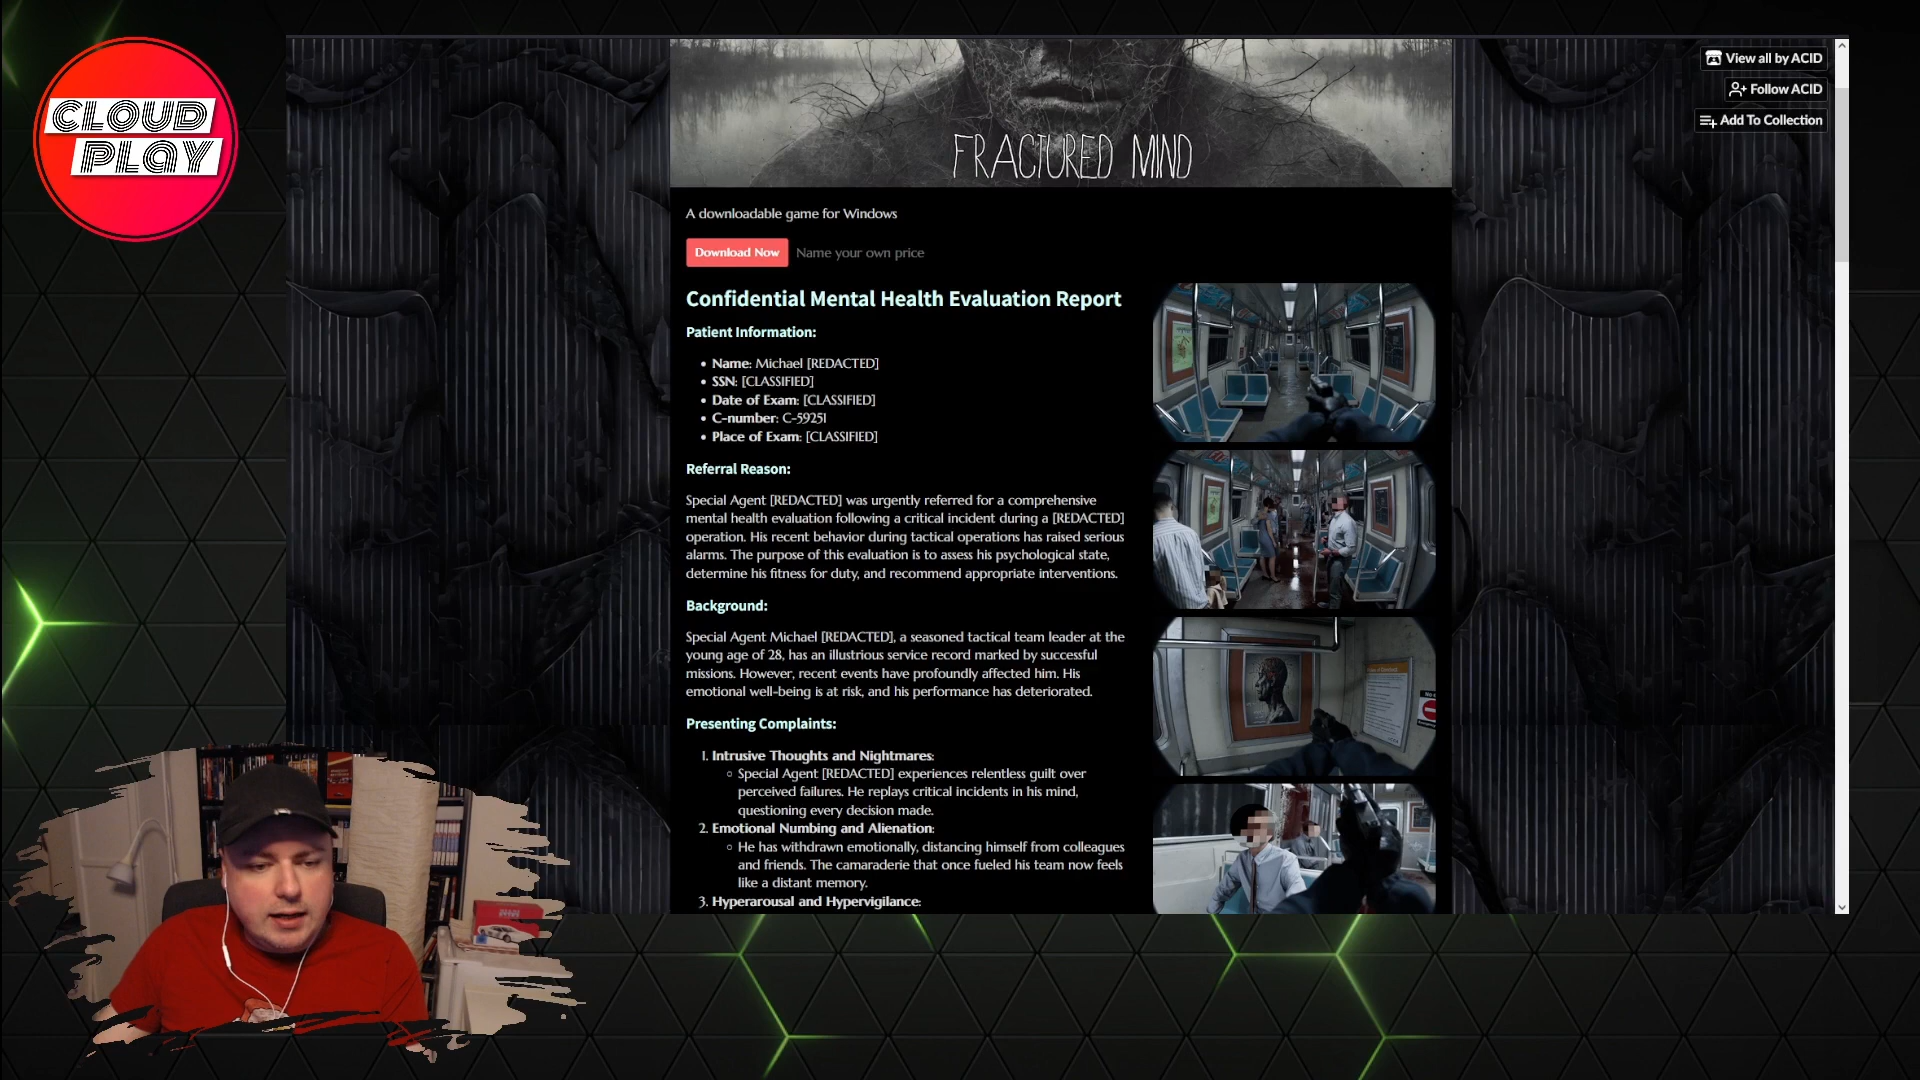 CLOUD
PLAY
FRACTURED MIND
View all by ACID
Follow ACID
Add To Collection
A downloadable game for Windows
Download Now Name your own price
Confidential Mental Health Evaluation Report
Patient Information:
• Name: Michael [REDACTED]
• SSN: [CLASSIFIED]
• Date of Exam: [CLASSIFIED]
• C-number: C-59251
• Place of Exam: [CLASSIFIED]
Referral Reason:
Special Agent [REDACTED] was urgently referred for a comprehensive
mental health evaluation following a critical incident during a [REDACTED]
operation. His recent behavior during tactical operations has raised serious
alarms. The purpose of this evaluation is to assess his psychological state,
determine his fitness for duty, and recommend appropriate interventions.
Background:
Special Agent Michael [REDACTED], a seasoned tactical team leader at the
young age of 28, has an illustrious service record marked by successful
missions. However, recent events have profoundly affected him. His
emotional well-being is at risk, and his performance has deteriorated.
Presenting Complaints:
1. Intrusive Thoughts and Nightmares:
○ Special Agent [REDACTED] experiences relentless guilt over
perceived failures. He replays critical incidents in his mind,
questioning every decision made.
2. Emotional Numbing and Alienation:
○ He has withdrawn emotionally, distancing himself from colleagues
and friends. The camaraderie that once fueled his team now feels
like a distant memory.
3. Hyperarousal and Hypervigilance: